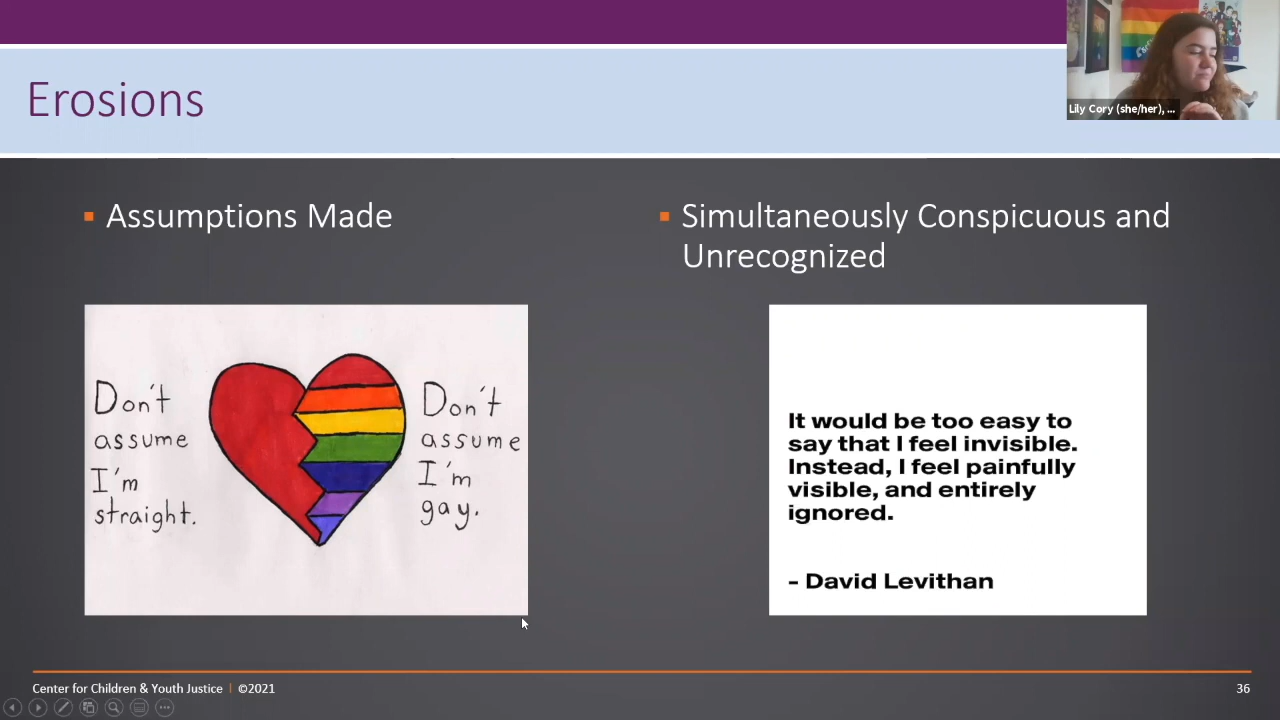 Erosions
Lily Cory (she/her), ...
▪ Assumptions Made
Don't
assume
I'm
straight.
Don't
assume
I'm
gay.
▪ Simultaneously Conspicuous and
Unrecognized
It would be too easy to
say that I feel invisible.
Instead, I feel painfully
visible, and entirely
ignored.
- David Levithan
Center for Children & Youth Justice | ©2021
36